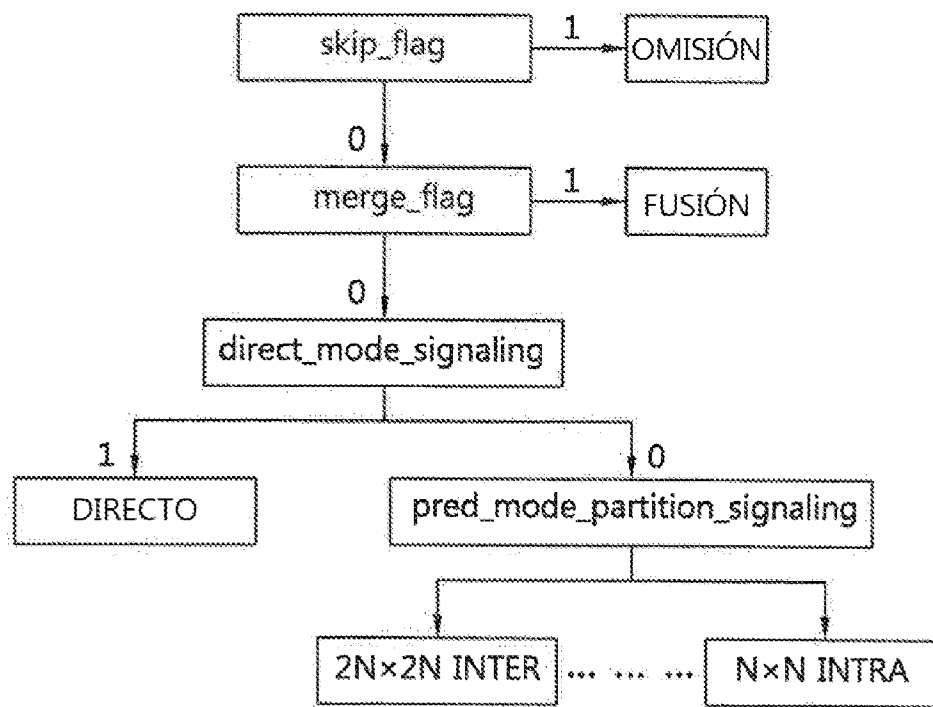 skip_flag
1
OMISIÓN
0
merge_flag
1
FUSIÓN
0
direct_mode_signaling
1
0
DIRECTO
pred_mode_partition_signaling
2N×2N INTER
... ... ...
N×N INTRA